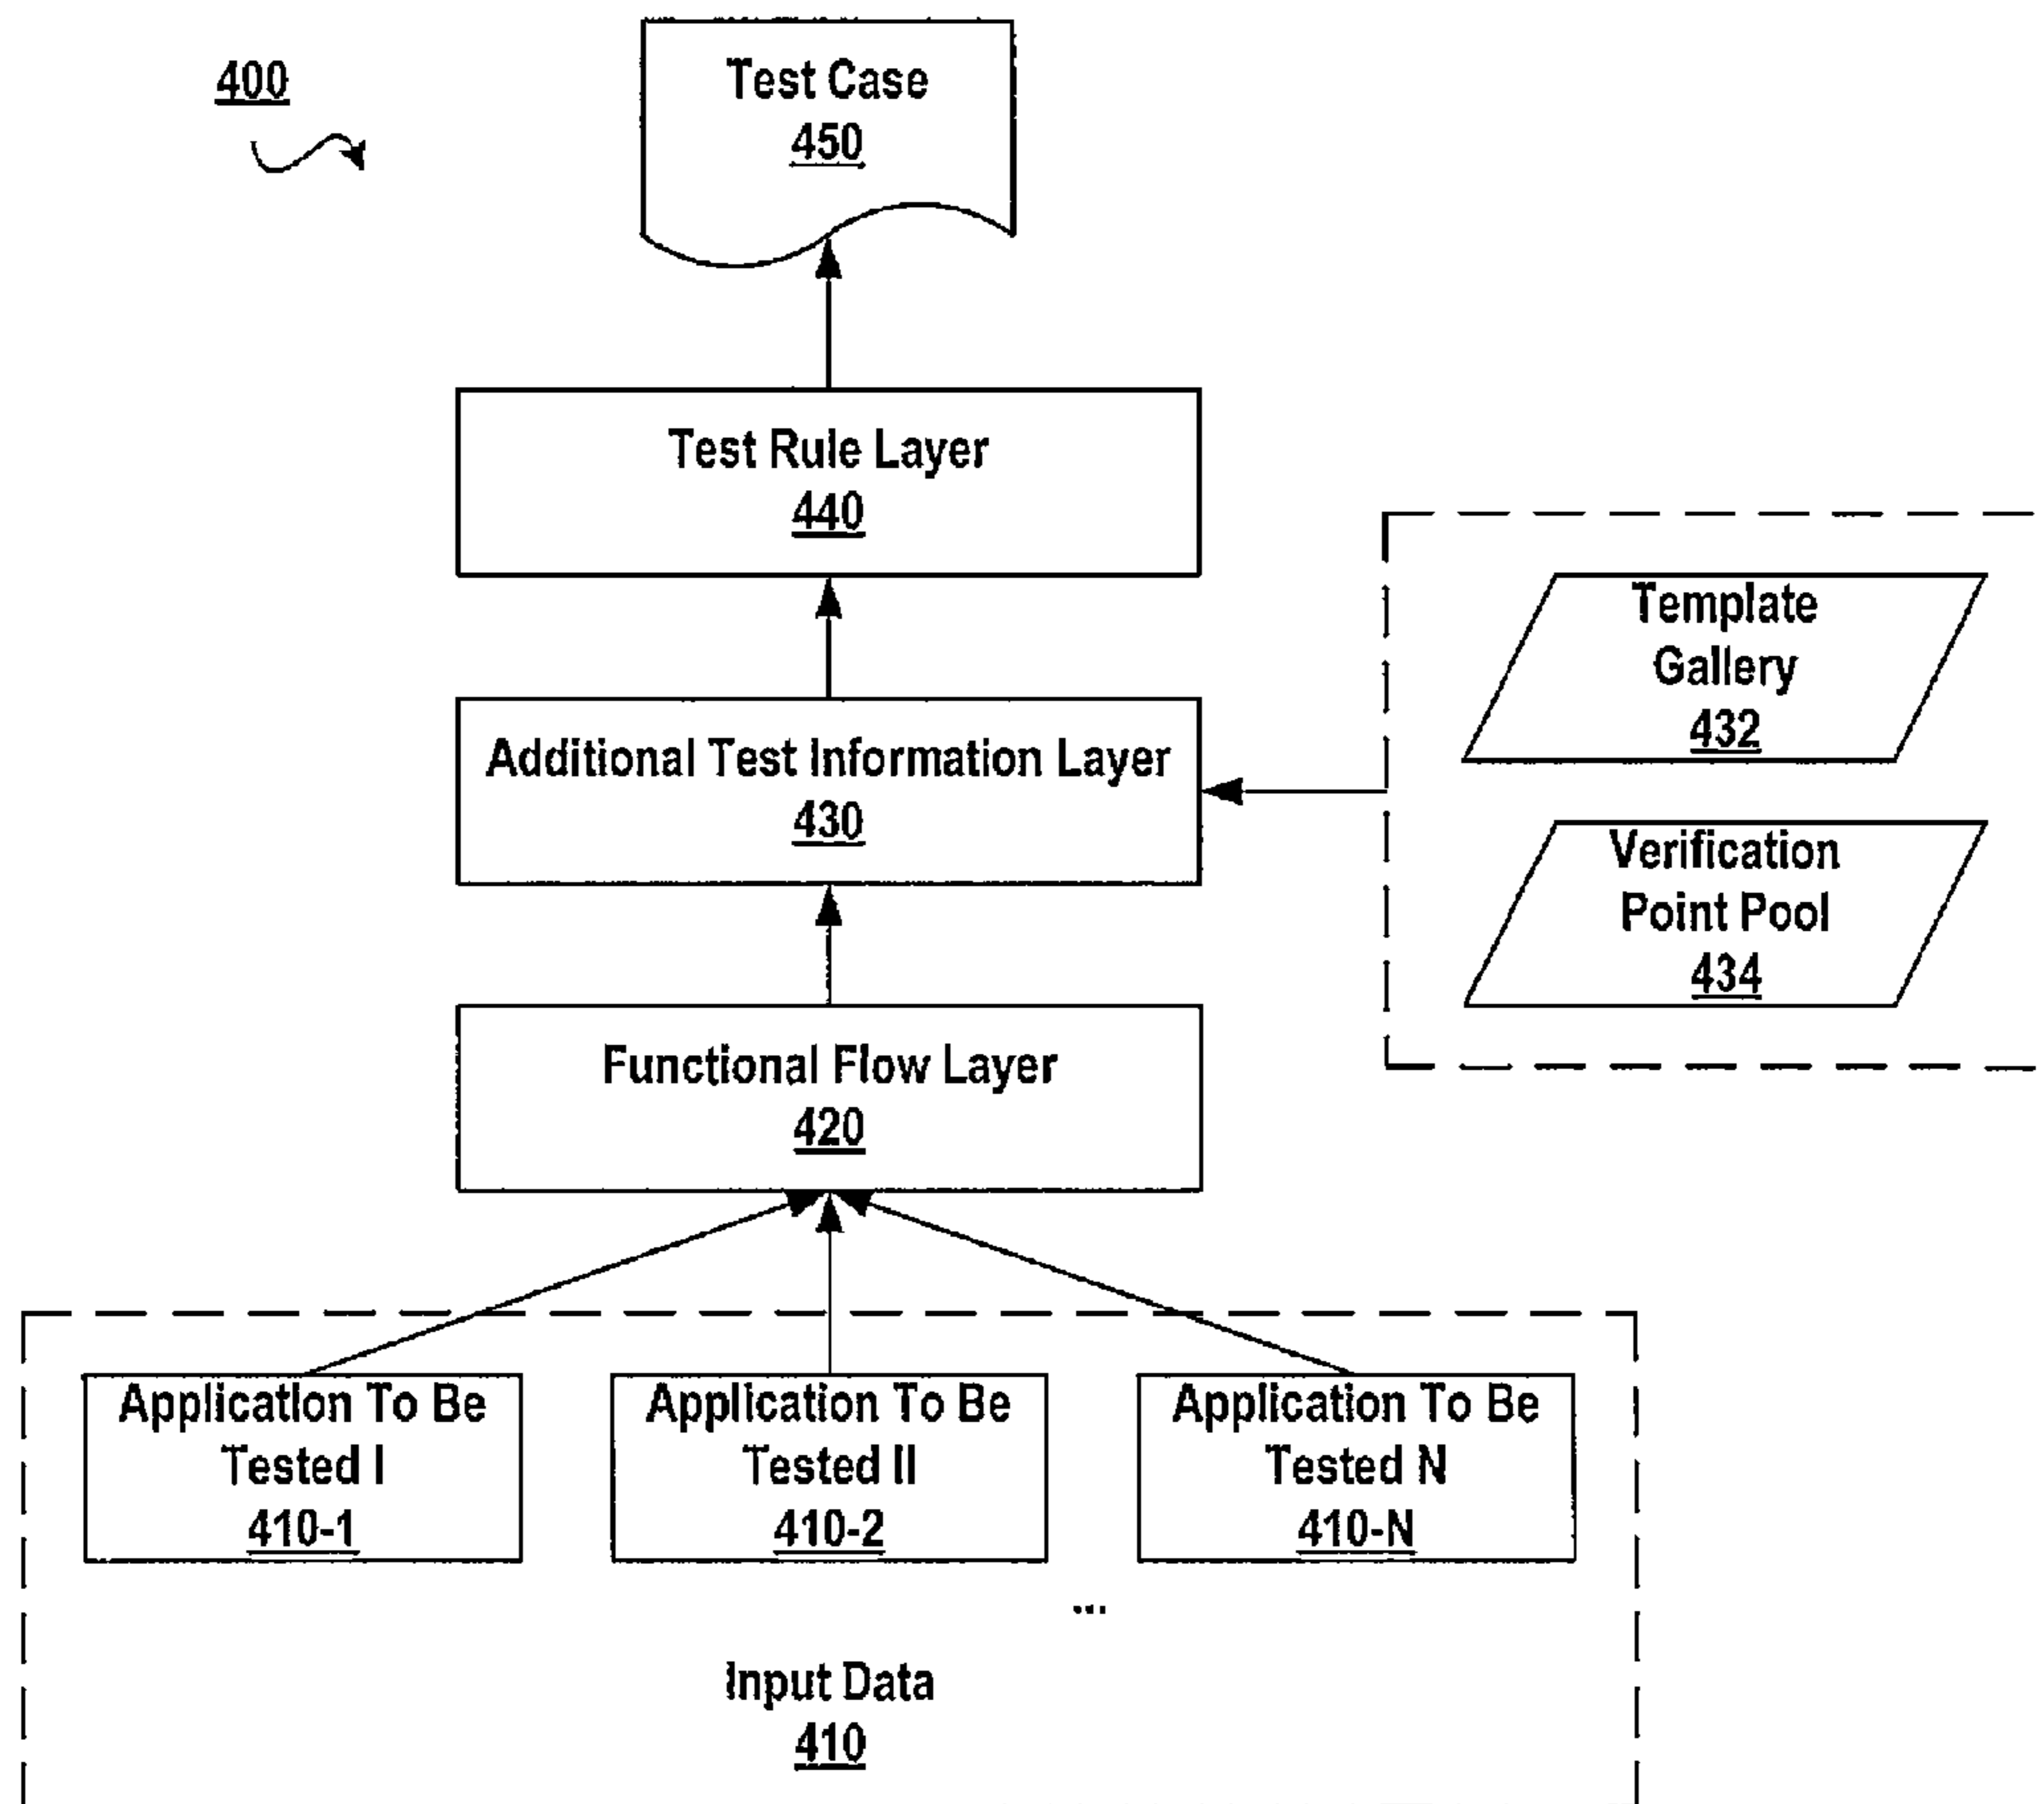 400
Test Case
450
Test Rule Layer
440
Additional Test Information Layer
430
Template
Gallery
432
Verification
Point Pool
434
Functional Flow Layer
420
Application To Be
Tested I
410-1
Application To Be
Tested II
410-2
Application To Be
Tested N
410-N
...
Input Data
410